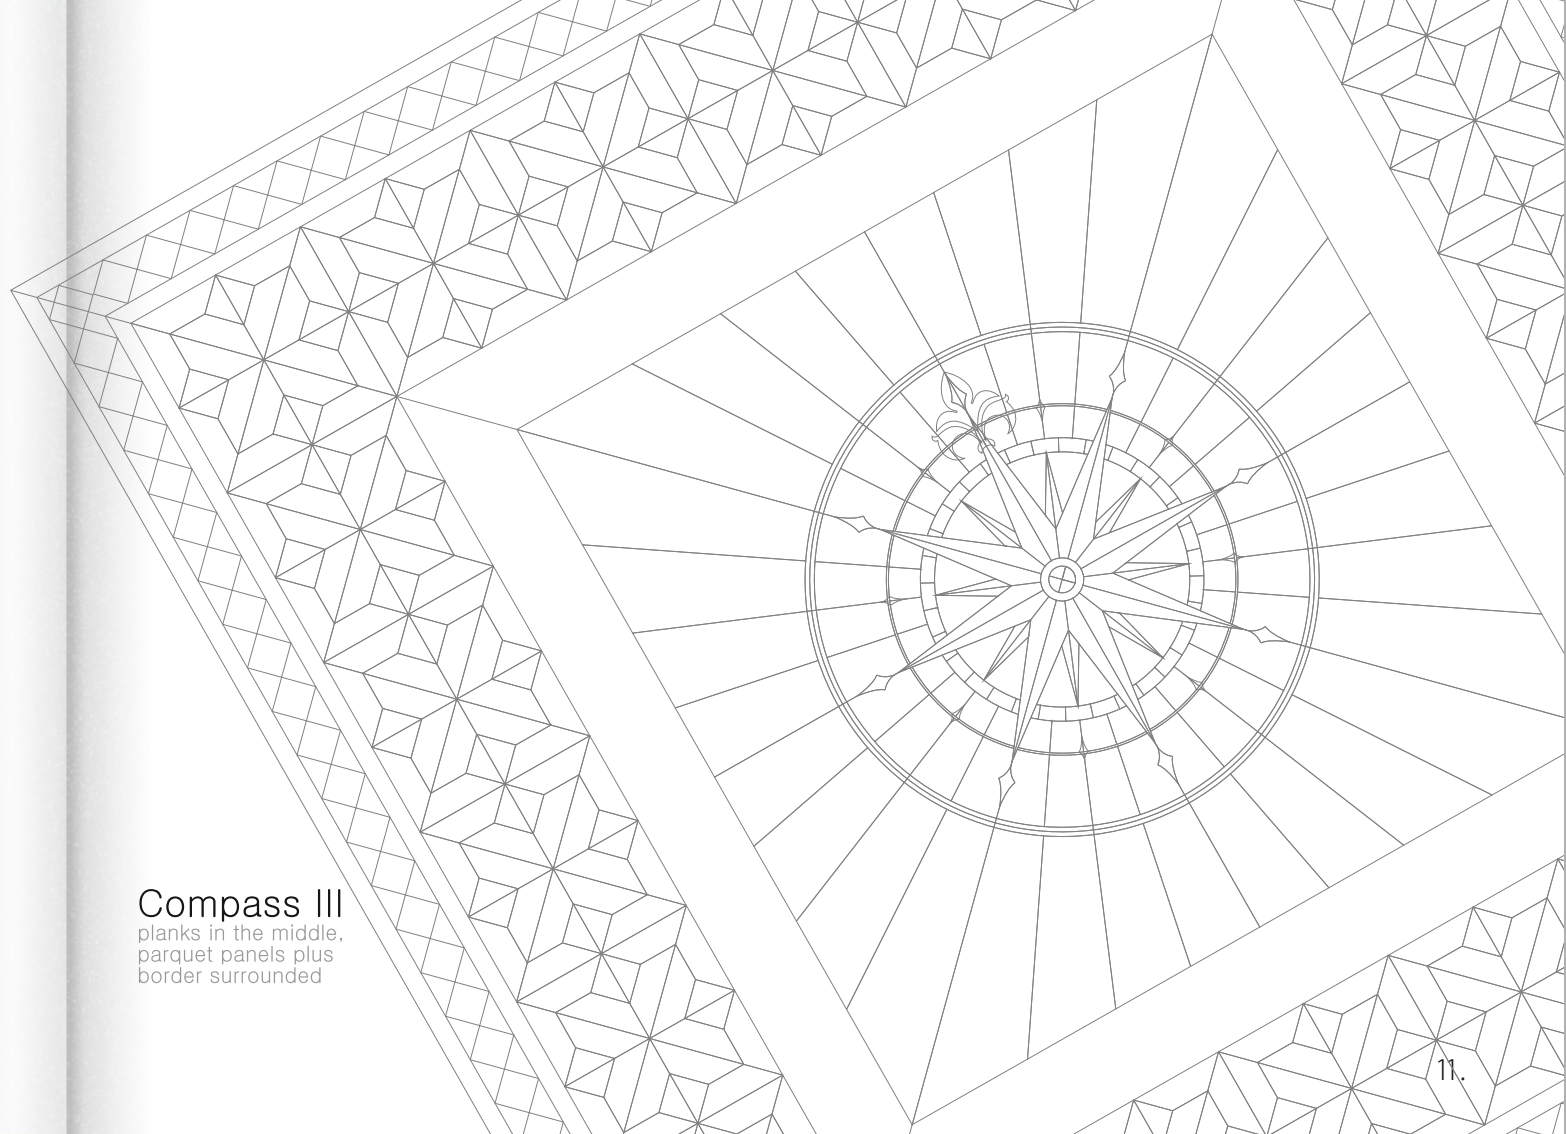 Compass III
planks in the middle,
parquet panels plus
border surrounded
11.